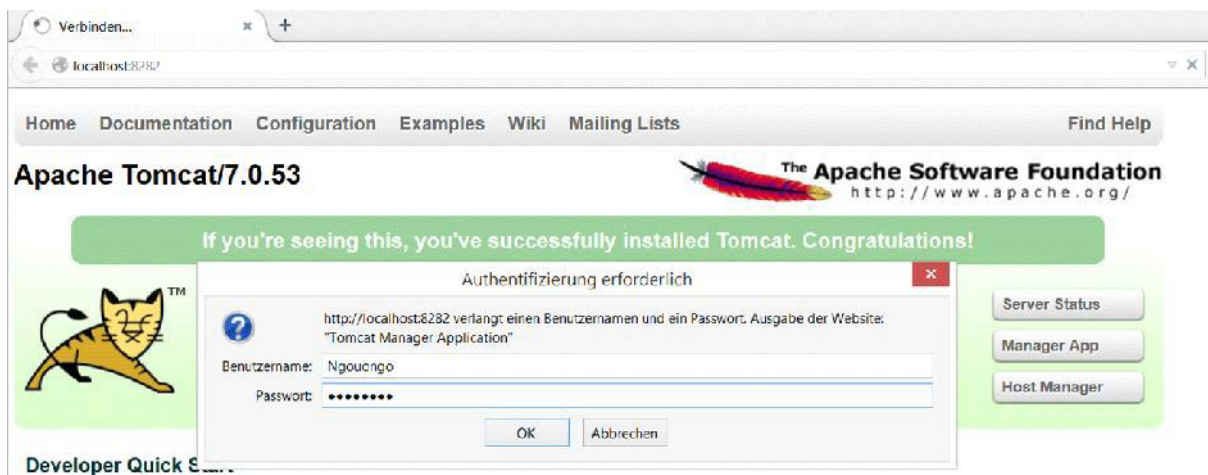 Verbinden...
localhost:8282
Home Documentation Configuration Examples Wiki Mailing Lists Find Help
Apache Tomcat/7.0.53
The Apache Software Foundation
http://www.apache.org/
If you're seeing this, you've successfully installed Tomcat. Congratulations!
Authentifizierung erforderlich
TM
http://localhost:8282 verlangt einen Benutzernamen und ein Passwort. Ausgabe der Website:
"Tomcat Manager Application"
Benutzername: Ngouongo
Passwort: ••••••••
OK Abbrechen
Server Status
Manager App
Host Manager
Developer Quick